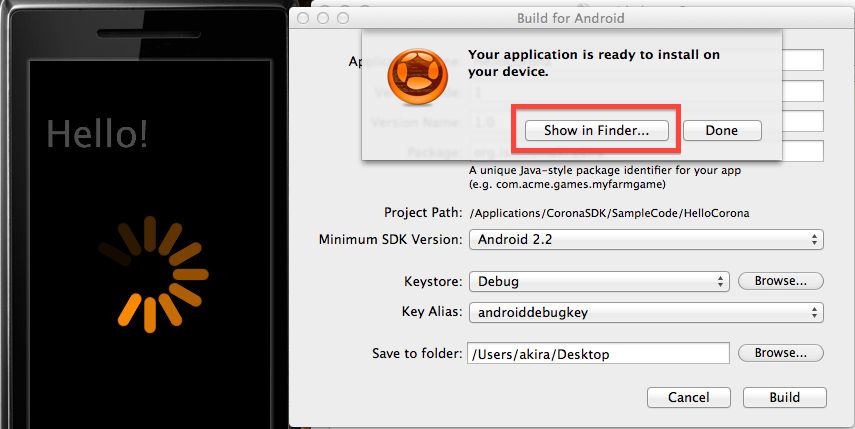 Build for Android
Your application is ready to install on
your device.
Show in Finder...
Done
Hello!
1
Version Name: 1.0
Package:
A unique Java-style package identifier for your app
(e.g. com.acme.games.myfarmgame)
Project Path: /Applications/CoronaSDK/SampleCode/HelloCorona
Minimum SDK Version: Android 2.2
Keystore: Debug Browse...
Key Alias: androiddebugkey
Save to folder: /Users/akira/Desktop Browse...
Cancel Build